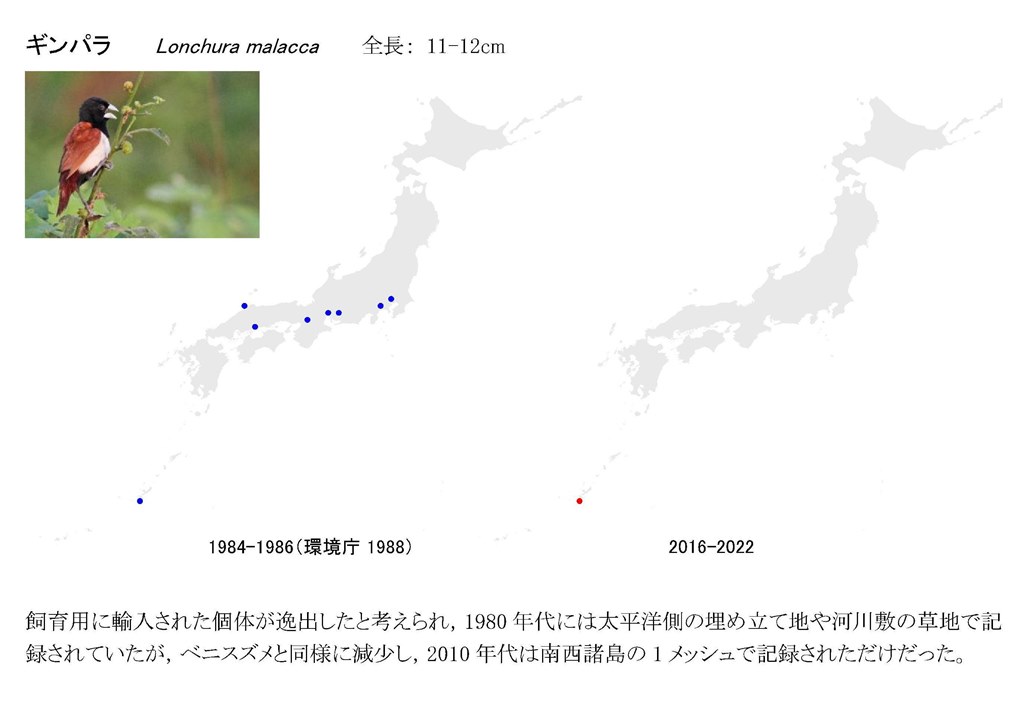 ギンパラ Lonchura malacca 全長： 11-12cm
1984-1986（環境庁 1988） 2016-2022
飼育用に輸入された個体が逸出したと考えられ，1980 年代には太平洋側の埋め立て地や河川敷の草地で記
録されていたが，ベニスズメと同様に減少し，2010 年代は南西諸島の 1 メッシュで記録されただけだった。